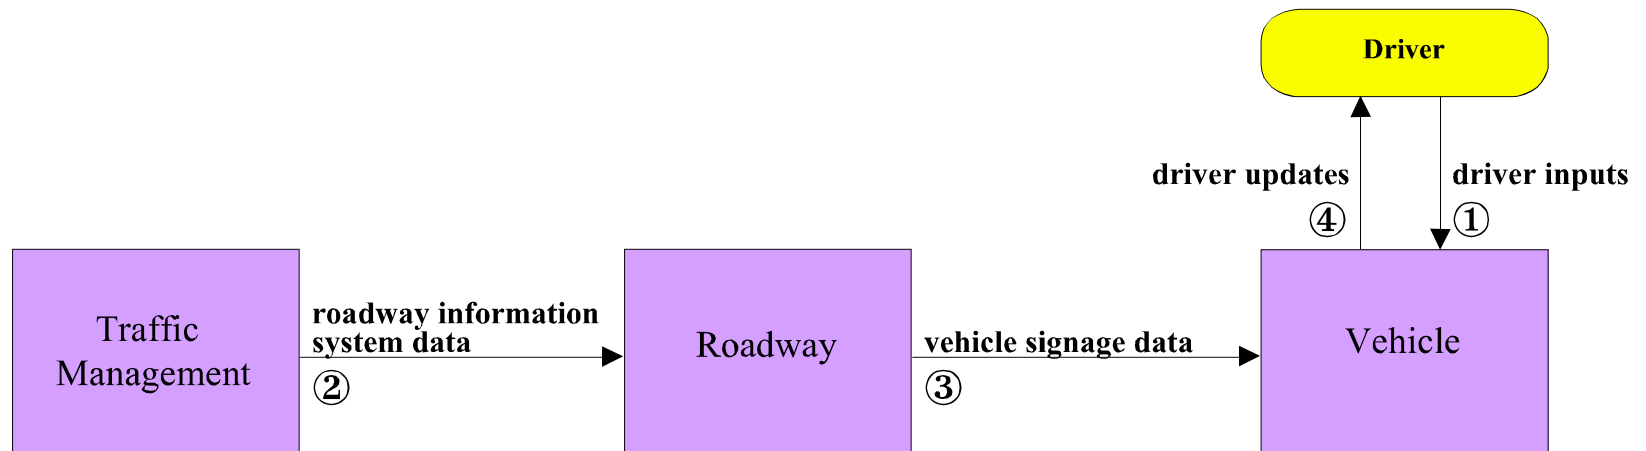 Driver
driver updates
④
driver inputs
①
Traffic
Management
roadway information
system data
②
Roadway
vehicle signage data
③
Vehicle